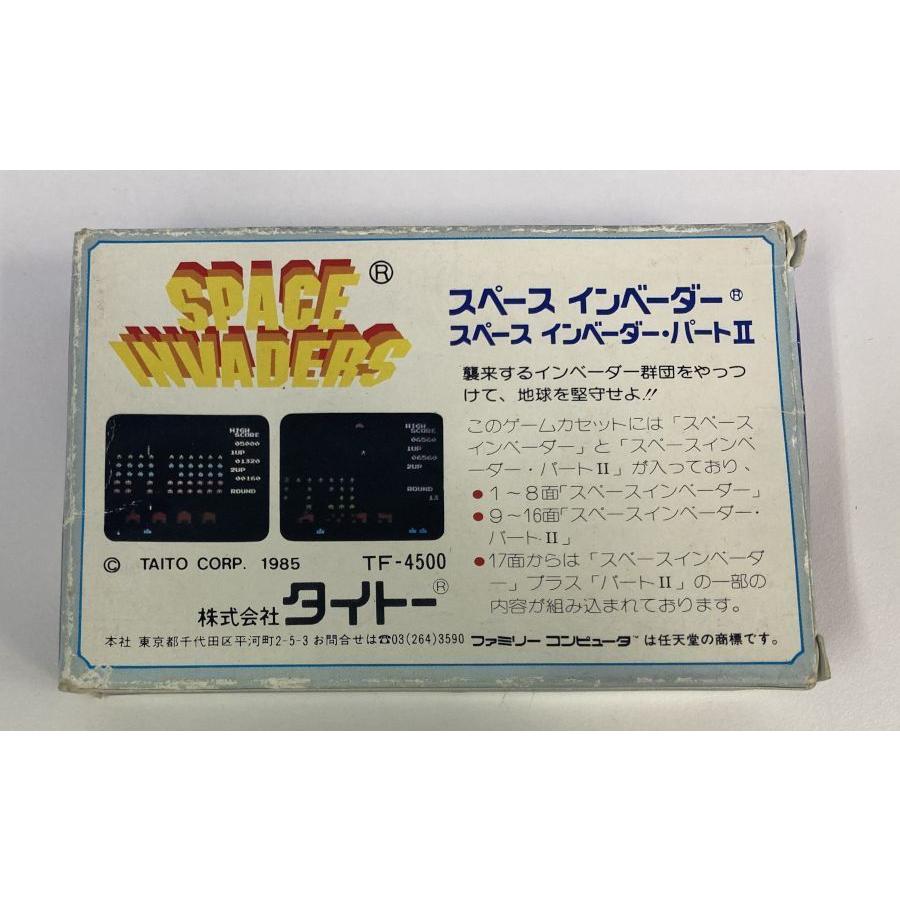 SPACE ®
INVADERS
スペース インベーダー®
スペース インベーダー・パートⅡ
襲来するインベーダー群団をやっつ
けて、地球を堅守せよ!!
このゲームカセットには「スペース
インベーダー」と「スペースインベ
ーダー・パートⅡ」が入っており、
●1〜8面「スペースインベーダー」
●9〜16面「スペースインベーダー・
パートⅡ」
●17面からは「スペースインベーダ
ー」プラス「パートⅡ」の一部の
内容が組み込まれております。
HIGH
SCORE
05000
1UP
01320
2UP
00160
ROUND
HIGH
SCORE
06560
1UP
06560
2UP
ROUND
13
© TAITO CORP. 1985 TF-4500
株式会社 タイトー®
本社 東京都千代田区平河町2-5-3 お問合せは☎03(264)3590
ファミリー コンピュータ™は任天堂の商標です。